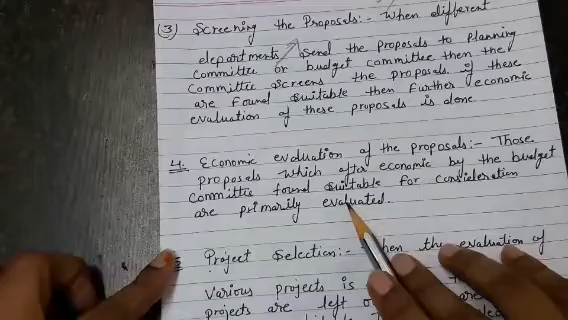 (3) Screening the Proposals:- When different
departments send the proposals to planning
committee or budget committee then the
committee screens the proposals if these
are found suitable then further economic
evaluation of these proposals is done
4. Economic evaluation of the proposals:- Those
proposals which after economic by the budget
committee found suitable for consideration
are primarily evaluated.
Project Selection:- When the evaluation of
Various projects is
projects are left